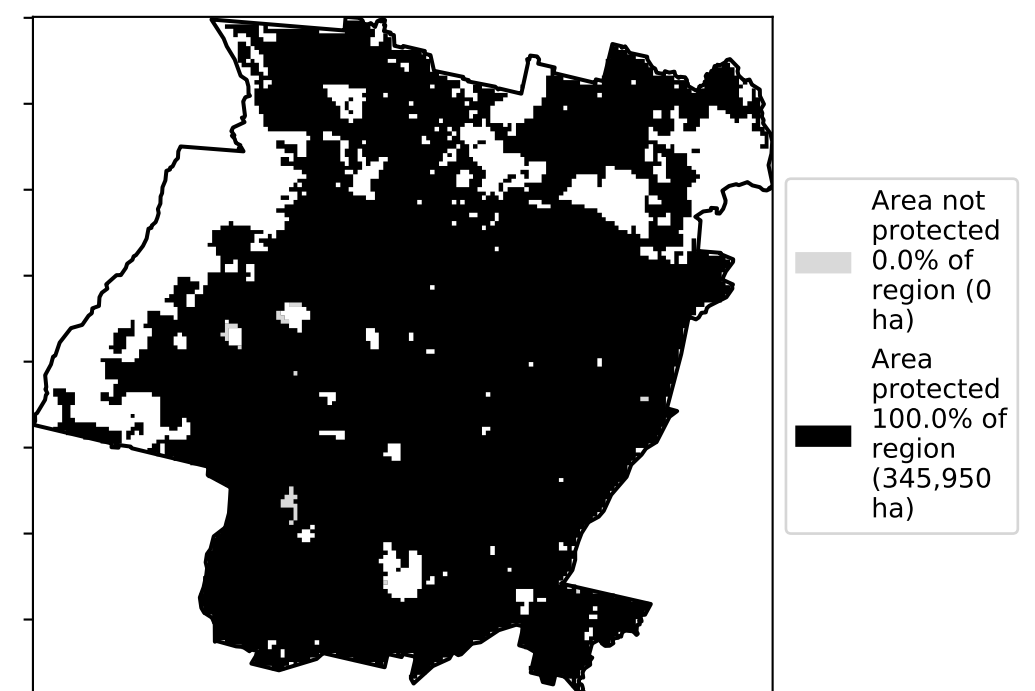 Area not
protected
0.0% of
region (0
ha)
Area
protected
100.0% of
region
(345,950
ha)